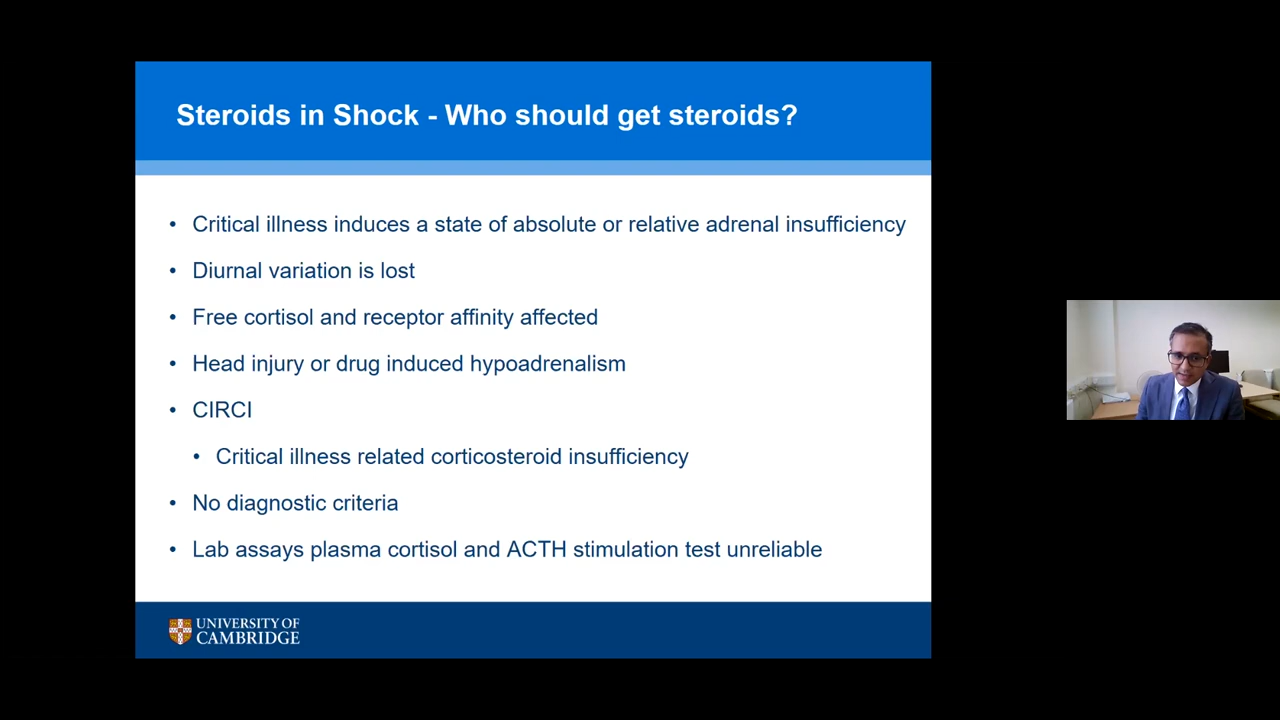 Steroids in Shock - Who should get steroids?
• Critical illness induces a state of absolute or relative adrenal insufficiency
• Diurnal variation is lost
• Free cortisol and receptor affinity affected
• Head injury or drug induced hypoadrenalism
• CIRCI
• Critical illness related corticosteroid insufficiency
• No diagnostic criteria
• Lab assays plasma cortisol and ACTH stimulation test unreliable
UNIVERSITY OF
CAMBRIDGE